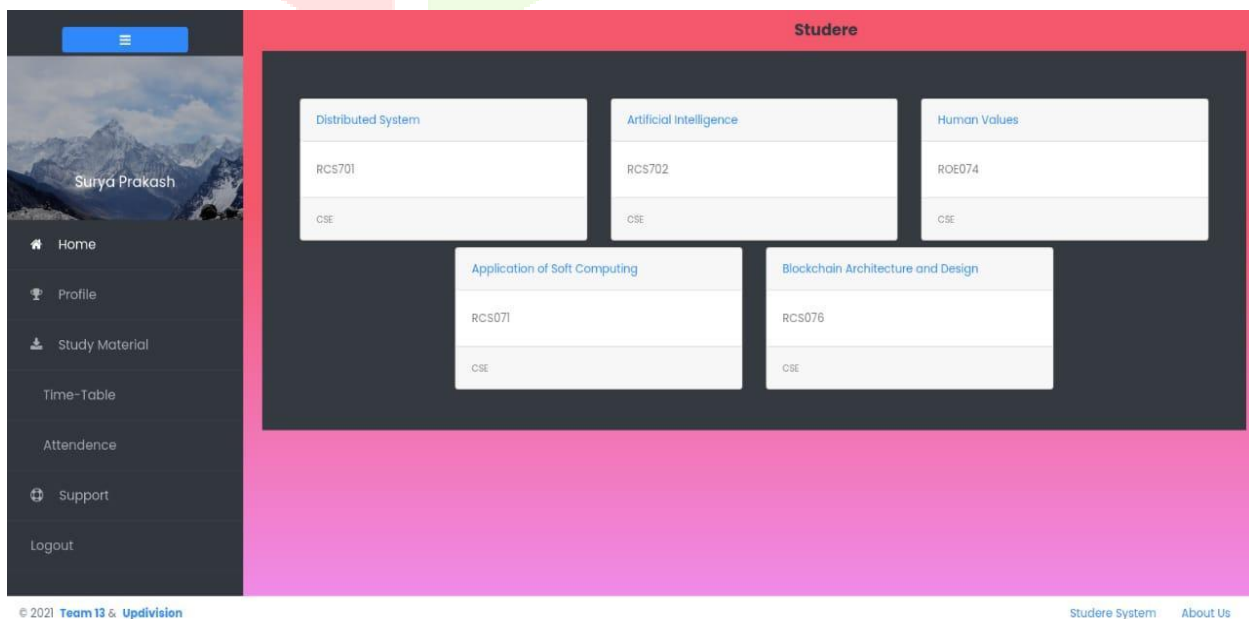 Studere
Surya Prakash
Home
Profile
Study Material
Time-Table
Attendence
Support
Logout
Distributed System
RCS701
CSE
Artificial Intelligence
RCS702
CSE
Human Values
ROE074
CSE
Application of Soft Computing
RCS071
CSE
Blockchain Architecture and Design
RCS076
CSE
© 2021 Team 13 & Updivision
Studere System About Us